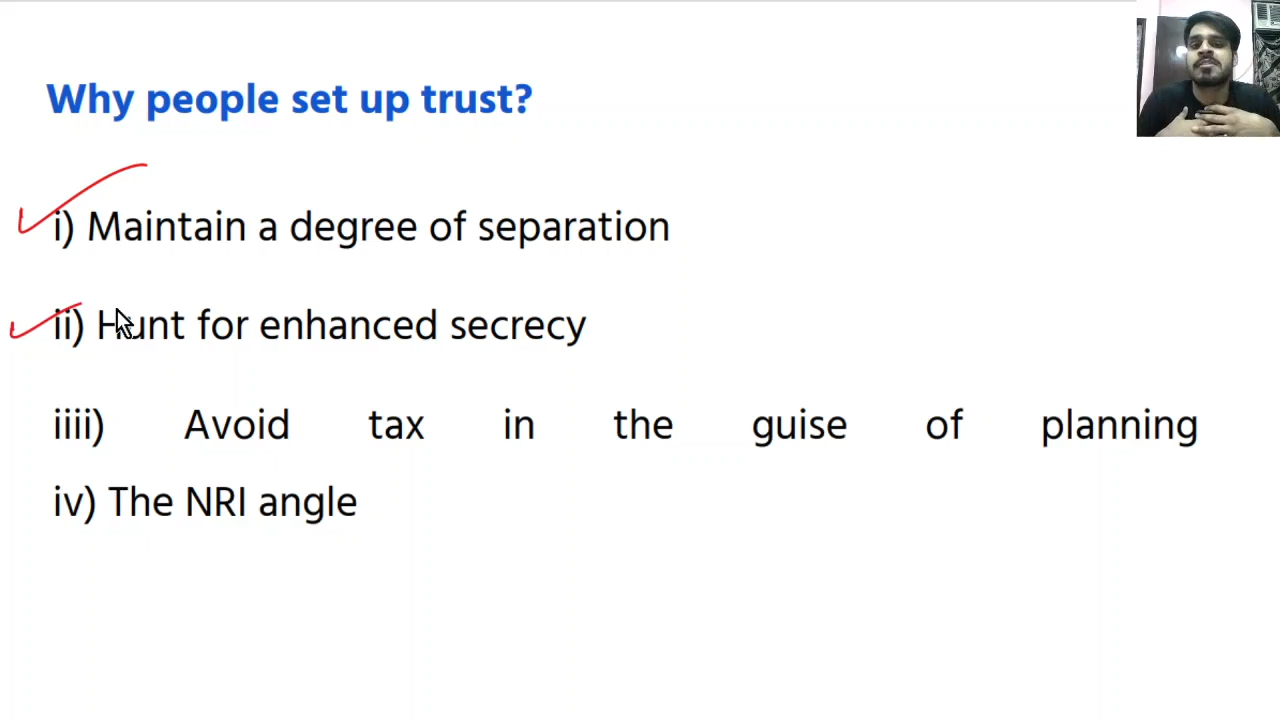 Why people set up trust?
i) Maintain a degree of separation
ii) Hunt for enhanced secrecy
iiii) Avoid tax in the guise of planning
iv) The NRI angle